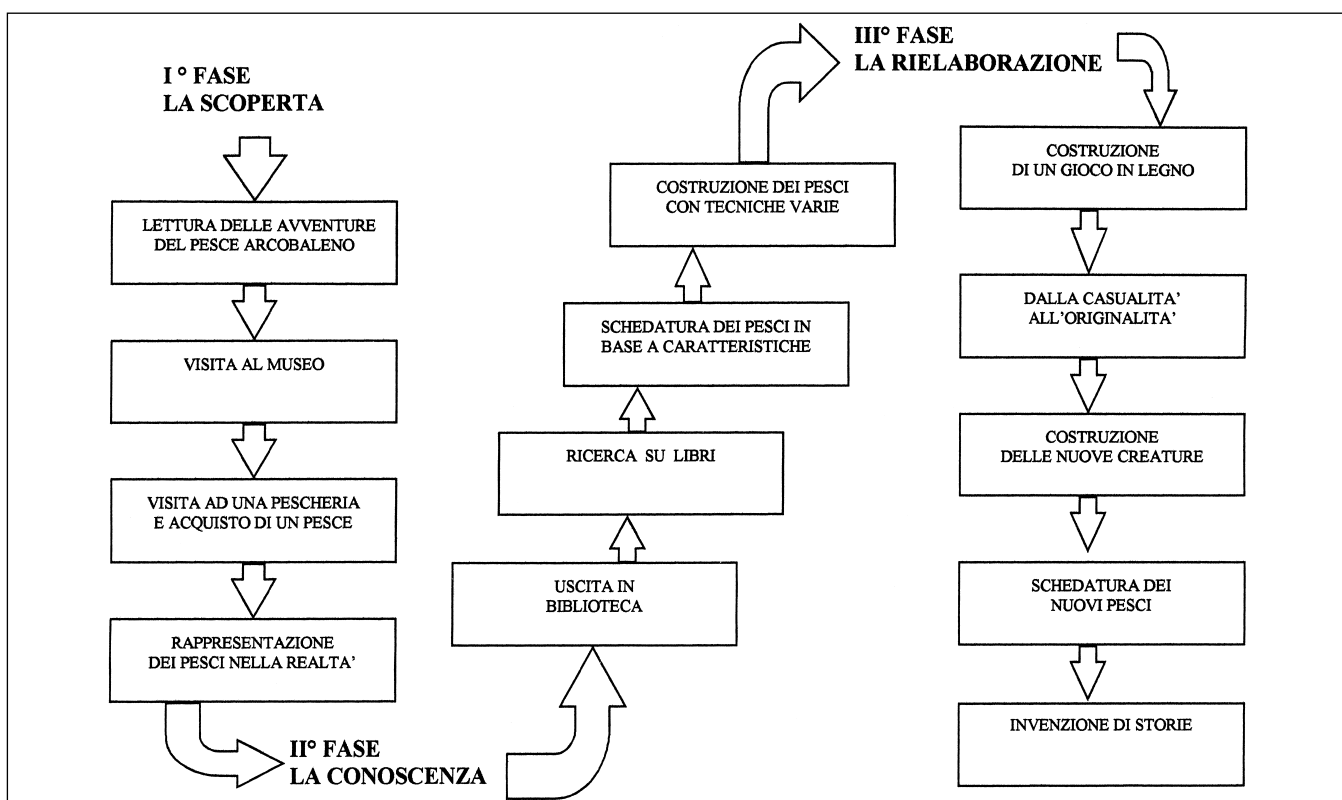 I ° FASE
LA SCOPERTA
LETTURA DELLE AVVENTURE
DEL PESCE ARCOBALENO
VISITA AL MUSEO
VISITA AD UNA PESCHERIA
E ACQUISTO DI UN PESCE
RAPPRESENTAZIONE
DEI PESCI NELLA REALTA’
II° FASE
LA CONOSCENZA
USCITA IN
BIBLIOTECA
RICERCA SU LIBRI
SCHEDATURA DEI PESCI IN
BASE A CARATTERISTICHE
COSTRUZIONE DEI PESCI
CON TECNICHE VARIE
III° FASE
LA RIELABORAZIONE
COSTRUZIONE
DI UN GIOCO IN LEGNO
DALLA CASUALITA’
ALL’ORIGINALITA’
COSTRUZIONE
DELLE NUOVE CREATURE
SCHEDATURA DEI
NUOVI PESCI
INVENZIONE DI STORIE